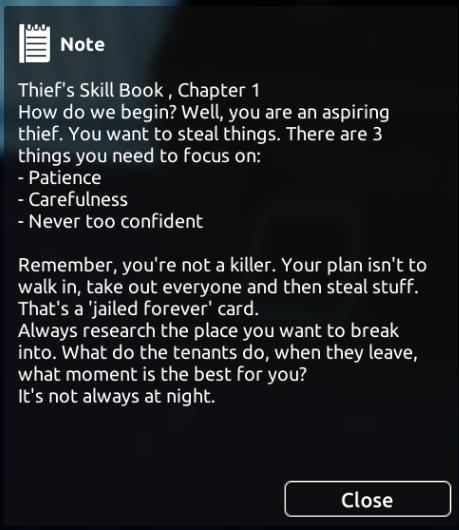 Note
Thief's Skill Book , Chapter 1
How do we begin? Well, you are an aspiring
thief. You want to steal things. There are 3
things you need to focus on:
- Patience
- Carefulness
- Never too confident
Remember, you're not a killer. Your plan isn't to
walk in, take out everyone and then steal stuff.
That's a 'jailed forever' card.
Always research the place you want to break
into. What do the tenants do, when they leave,
what moment is the best for you?
It's not always at night.
Close